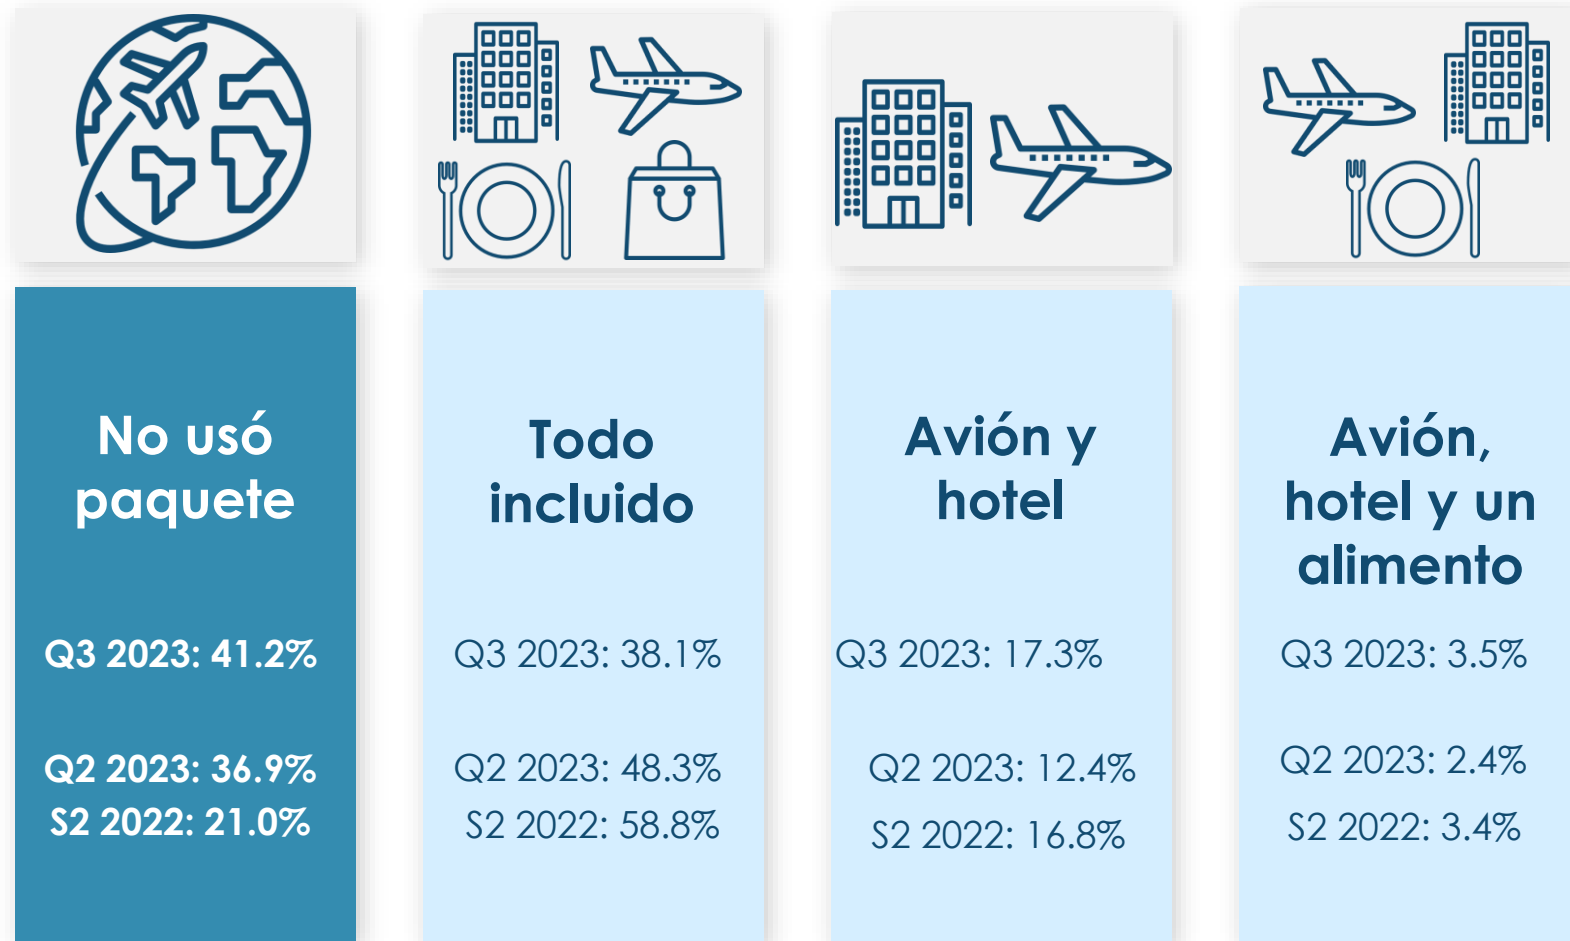 No usó
paquete
Q3 2023: 41.2%
Q2 2023: 36.9%
S2 2022: 21.0%
Todo
incluido
Q3 2023: 38.1%
Q2 2023: 48.3%
S2 2022: 58.8%
Avión y
hotel
Q3 2023: 17.3%
Q2 2023: 12.4%
S2 2022: 16.8%
Avión,
hotel y un
alimento
Q3 2023: 3.5%
Q2 2023: 2.4%
S2 2022: 3.4%